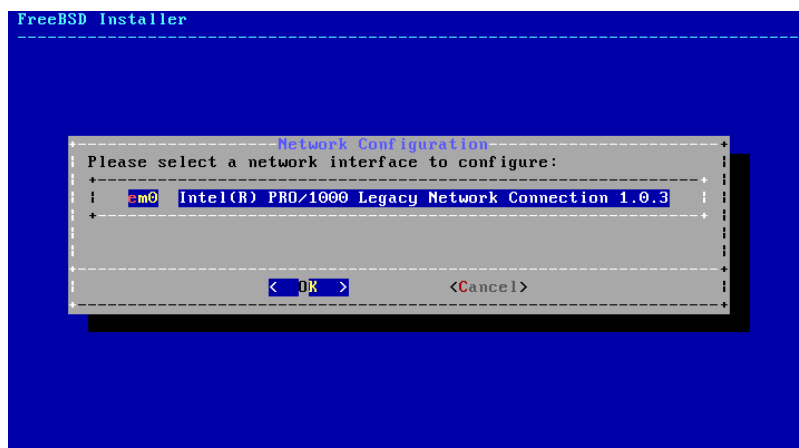 FreeBSD Installer
Network Configuration
Please select a network interface to configure:
em0 Intel(R) PRO/1000 Legacy Network Connection 1.0.3
< OK > <Cancel>